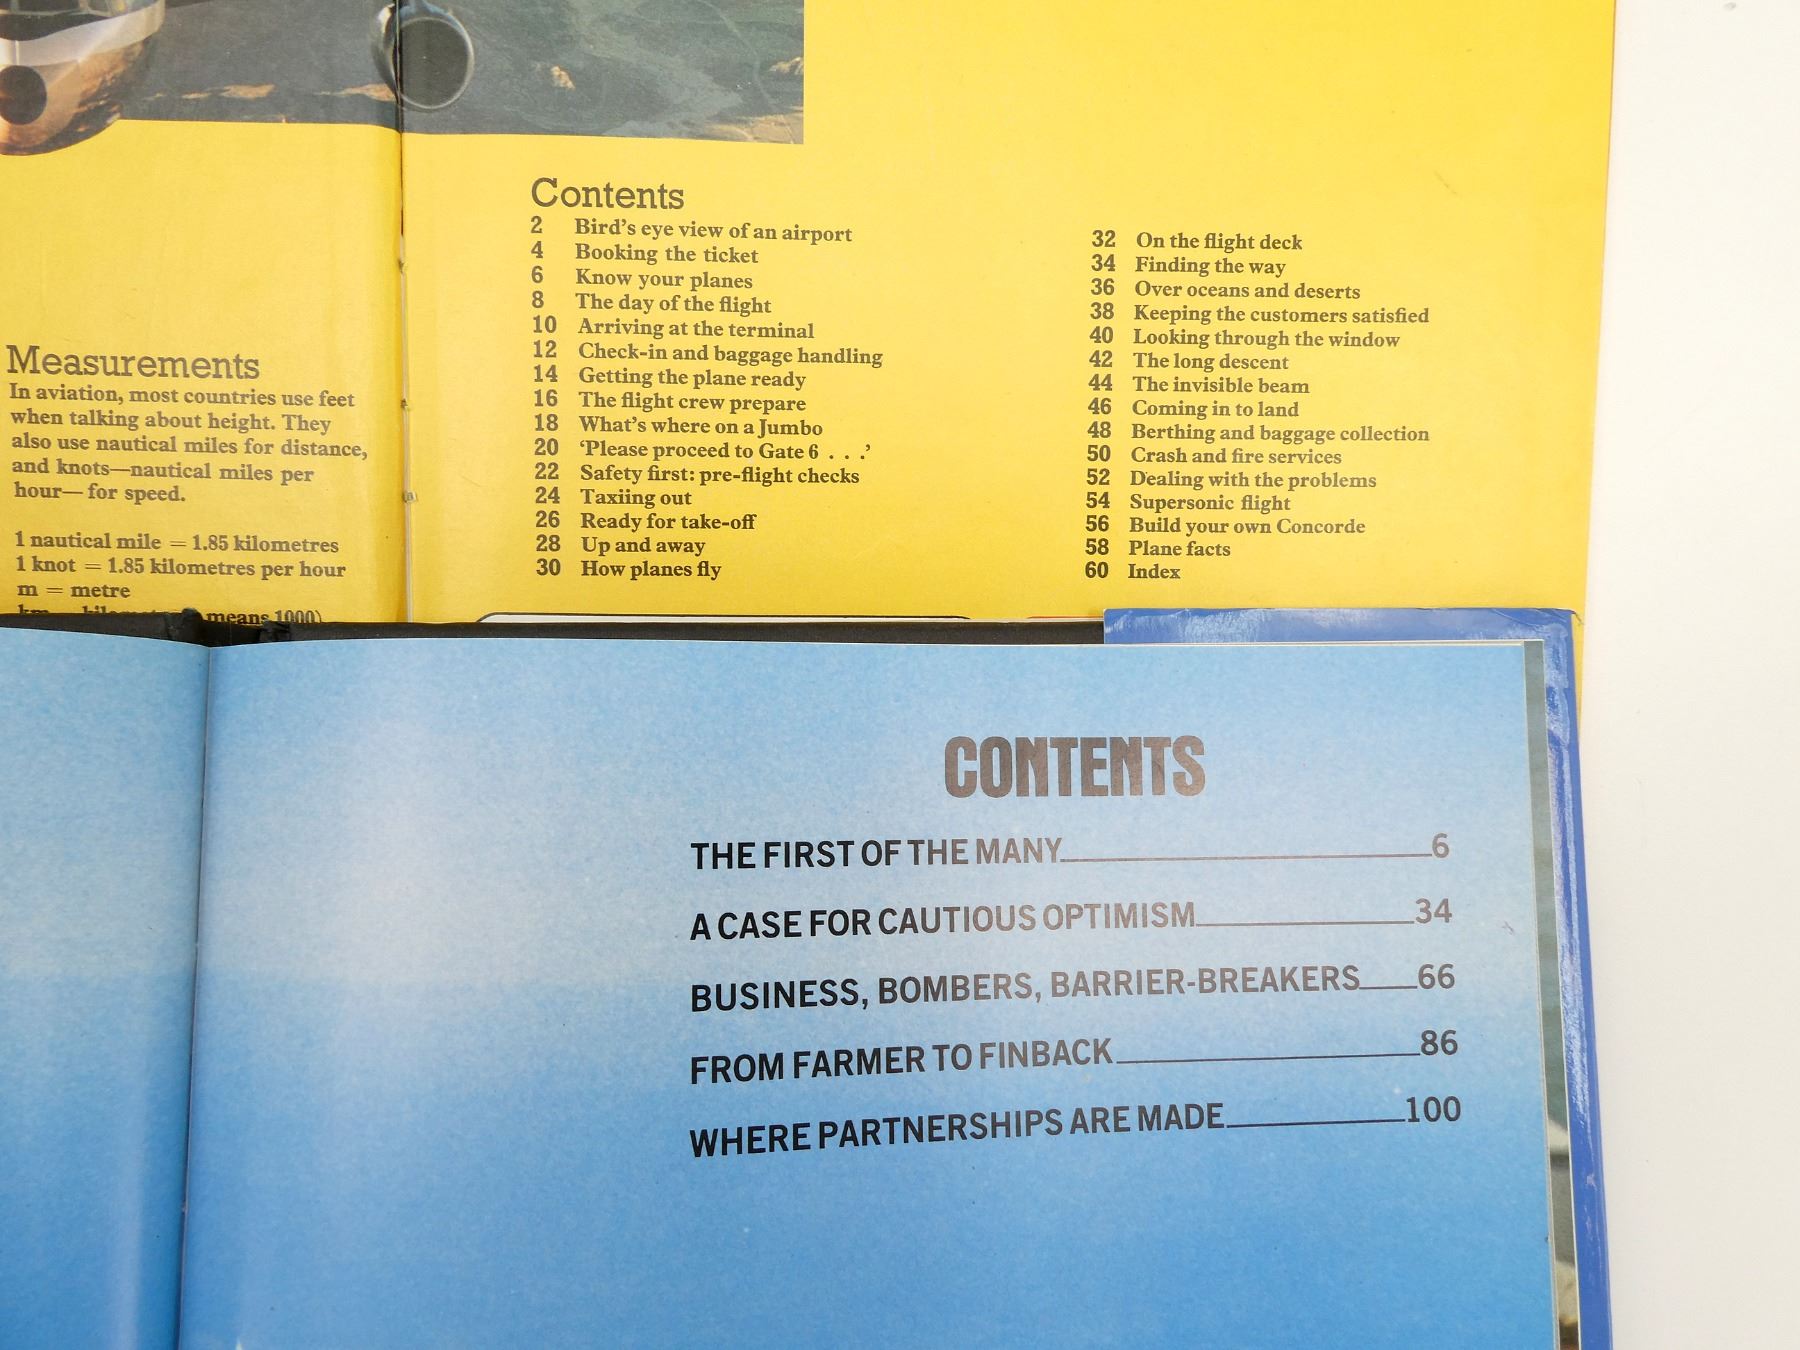 Measurements
In aviation, most countries use feet
when talking about height. They
also use nautical miles for distance,
and knots—nautical miles per
hour— for speed.
1 nautical mile = 1.85 kilometres
1 knot = 1.85 kilometres per hour
m = metre
means 1000)
Contents
2 Bird's eye view of an airport
4 Booking the ticket
6 Know your planes
8 The day of the flight
10 Arriving at the terminal
12 Check-in and baggage handling
14 Getting the plane ready
16 The flight crew prepare
18 What's where on a Jumbo
20 'Please proceed to Gate 6 . . .'
22 Safety first: pre-flight checks
24 Taxiing out
26 Ready for take-off
28 Up and away
30 How planes fly
32 On the flight deck
34 Finding the way
36 Over oceans and deserts
38 Keeping the customers satisfied
40 Looking through the window
42 The long descent
44 The invisible beam
46 Coming in to land
48 Berthing and baggage collection
50 Crash and fire services
52 Dealing with the problems
54 Supersonic flight
56 Build your own Concorde
58 Plane facts
60 Index
CONTENTS
THE FIRST OF THE MANY 6
A CASE FOR CAUTIOUS OPTIMISM 34
BUSINESS, BOMBERS, BARRIER-BREAKERS 66
FROM FARMER TO FINBACK 86
WHERE PARTNERSHIPS ARE MADE 100